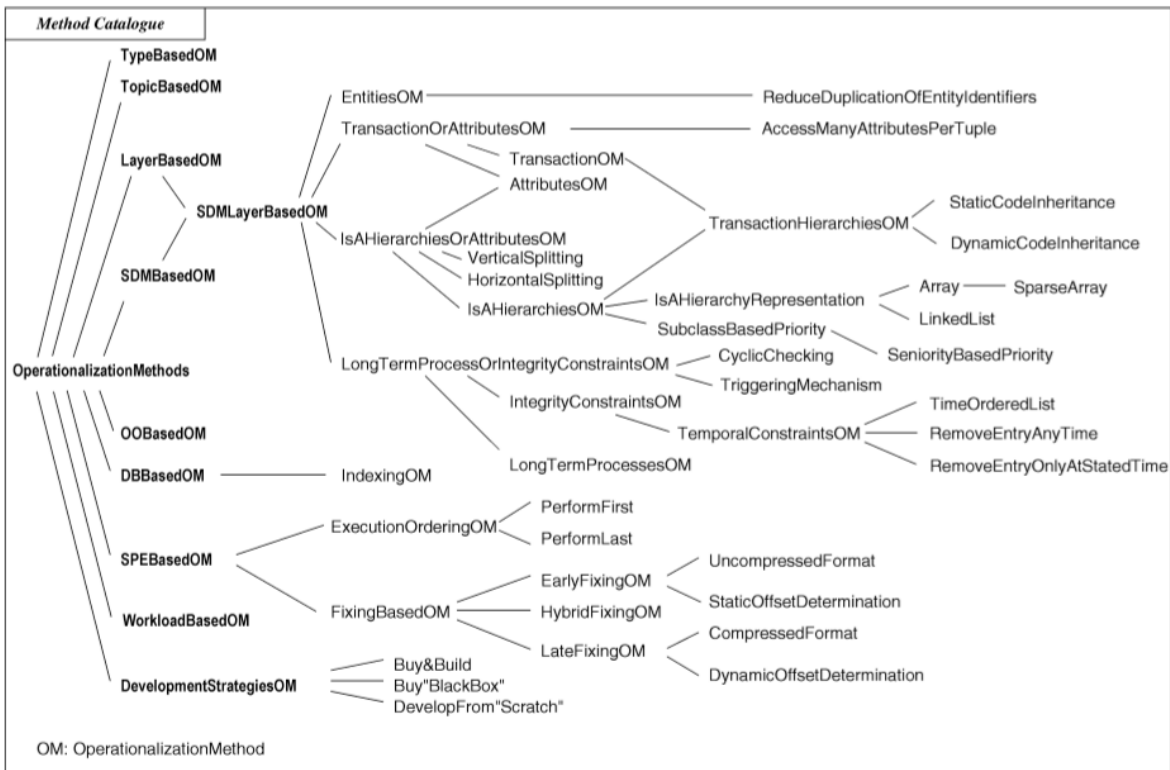 Method Catalogue
TypeBasedOM
TopicBasedOM
EntitiesOM
ReduceDuplicationOfEntityIdentifiers
TransactionOrAttributesOM
AccessManyAttributesPerTuple
LayerBasedOM
TransactionOM
AttributesOM
SDMLayerBasedOM
StaticCodeInheritance
TransactionHierarchiesOM
IsAHierarchiesOrAttributesOM
DynamicCodeInheritance
VerticalSplitting
SDMBasedOM
HorizontalSplitting
Array
SparseArray
IsAHierarchyRepresentation
IsAHierarchiesOM
LinkedList
SubclassBasedPriority
SeniorityBasedPriority
CyclicChecking
LongTermProcessOrIntegrityConstraintsOM
OperationalizationMethods
TriggeringMechanism
IntegrityConstraintsOM
TimeOrderedList
OOBasedOM
TemporalConstraintsOM
RemoveEntryAnyTime
LongTermProcessesOM
RemoveEntryOnlyAtStatedTime
DBBasedOM
IndexingOM
PerformFirst
ExecutionOrderingOM
PerformLast
SPEBasedOM
UncompressedFormat
EarlyFixingOM
StaticOffsetDetermination
FixingBasedOM
HybridFixingOM
WorkloadBasedOM
CompressedFormat
LateFixingOM
Buy&Build
DynamicOffsetDetermination
DevelopmentStrategiesOM
Buy"BlackBox"
DevelopFrom"Scratch"
OM: OperationalizationMethod